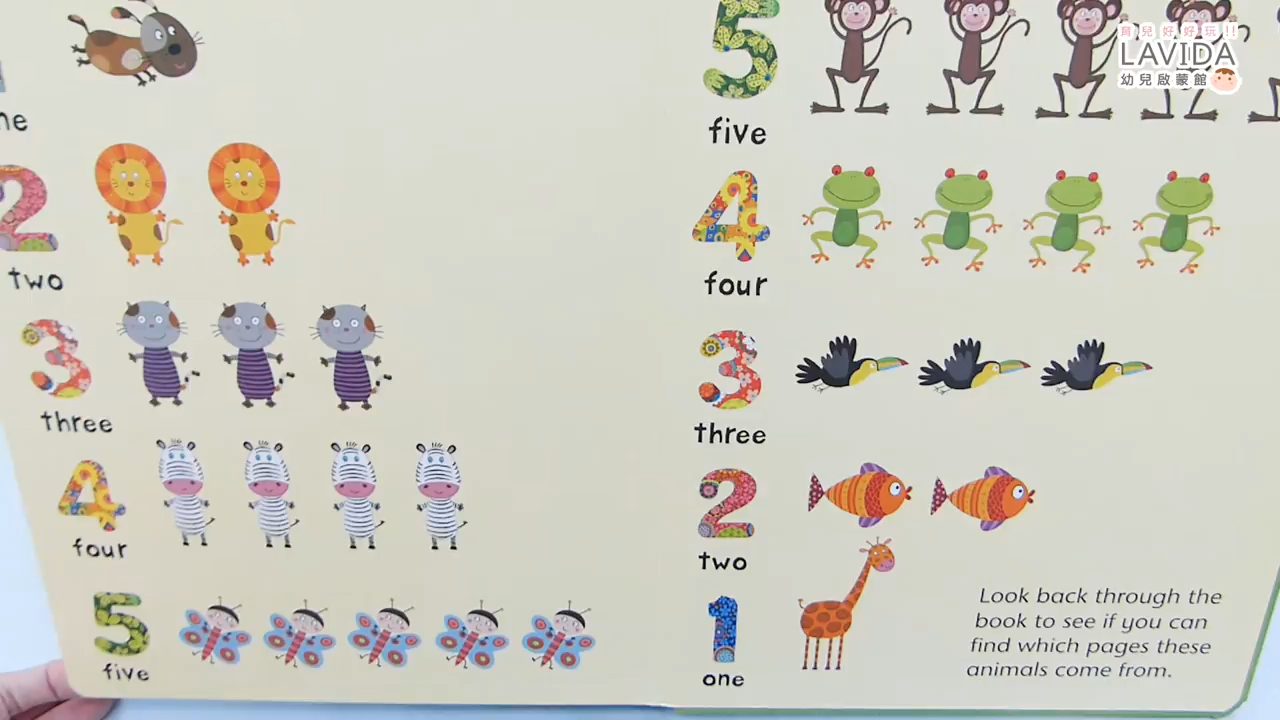 ne
2
two
3
three
4
four
5
five
5
five
4
four
3
three
2
two
1
one
Look back through the
book to see if you can
find which pages these
animals come from.
育兒好好玩!!
LAVIDA
幼兒啟蒙館